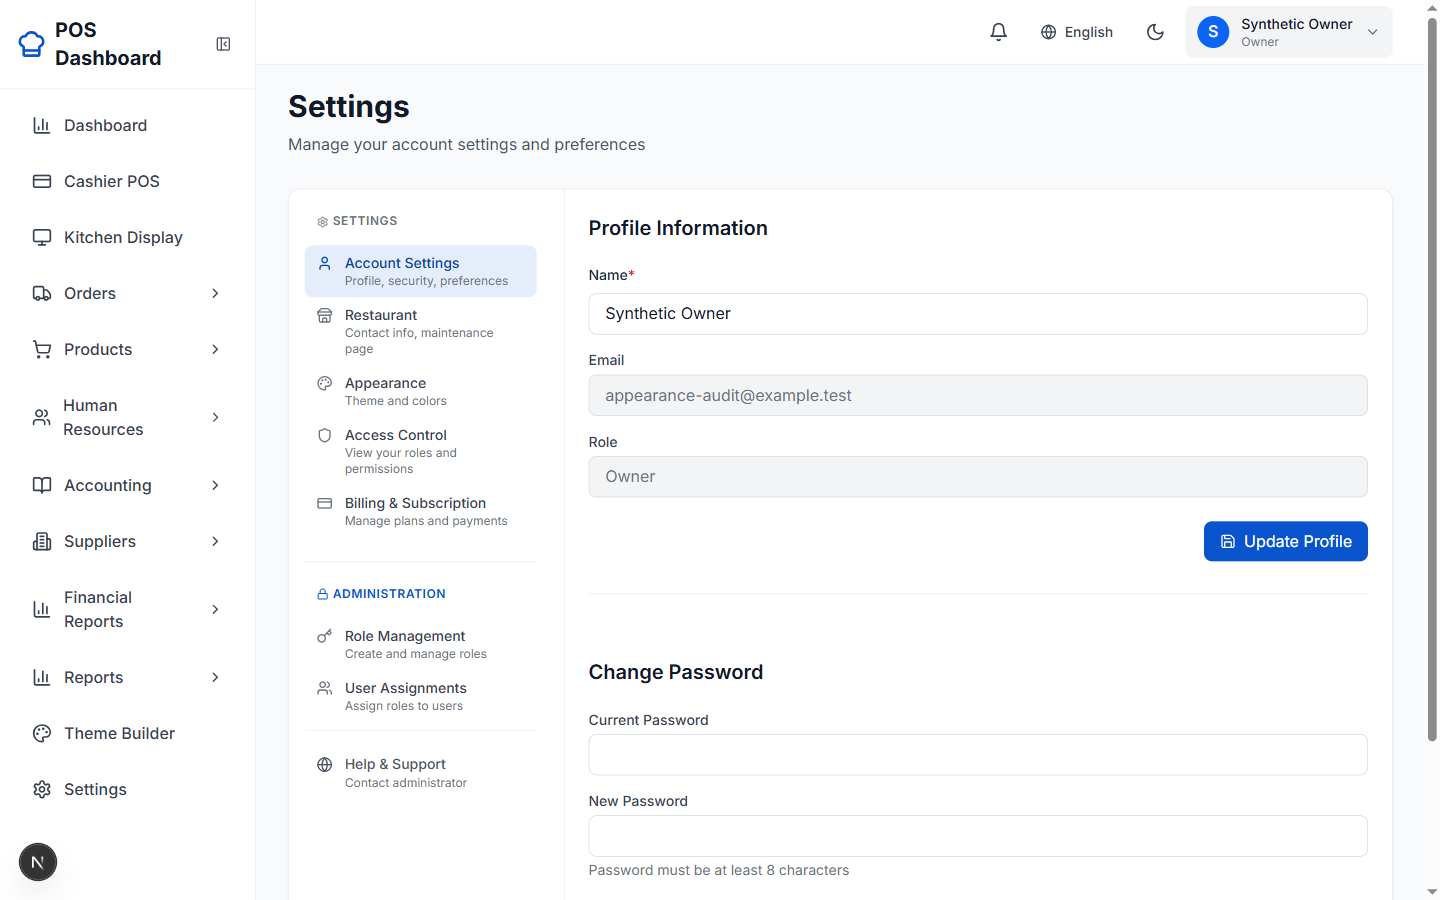 POS
Dashboard
English
S
Synthetic Owner
Owner
Dashboard
Cashier POS
Kitchen Display
Orders
Products
Human
Resources
Accounting
Suppliers
Financial
Reports
Reports
Theme Builder
Settings
N
Settings
Manage your account settings and preferences
SETTINGS
Account Settings
Profile, security, preferences
Restaurant
Contact info, maintenance
page
Appearance
Theme and colors
Access Control
View your roles and
permissions
Billing & Subscription
Manage plans and payments
ADMINISTRATION
Role Management
Create and manage roles
User Assignments
Assign roles to users
Help & Support
Contact administrator
Profile Information
Name*
Synthetic Owner
Email
appearance-audit@example.test
Role
Owner
Update Profile
Change Password
Current Password
New Password
Password must be at least 8 characters